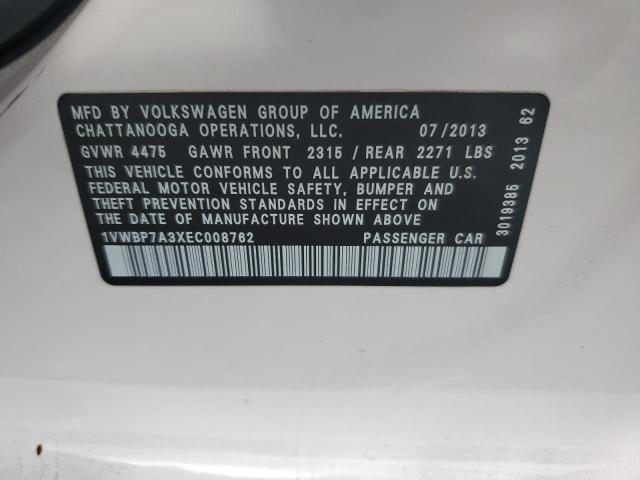 MFD BY VOLKSWAGEN GROUP OF AMERICA
CHATTANOOGA OPERATIONS, LLC. 07/2013
GVWR 4475 GAWR FRONT 2315 / REAR 2271 LBS
THIS VEHICLE CONFORMS TO ALL APPLICABLE U.S.
FEDERAL MOTOR VEHICLE SAFETY, BUMPER AND
THEFT PREVENTION STANDARDS IN EFFECT ON
THE DATE OF MANUFACTURE SHOWN ABOVE
1VWBP7A3XEC008762 PASSENGER CAR
3019385 2013 62